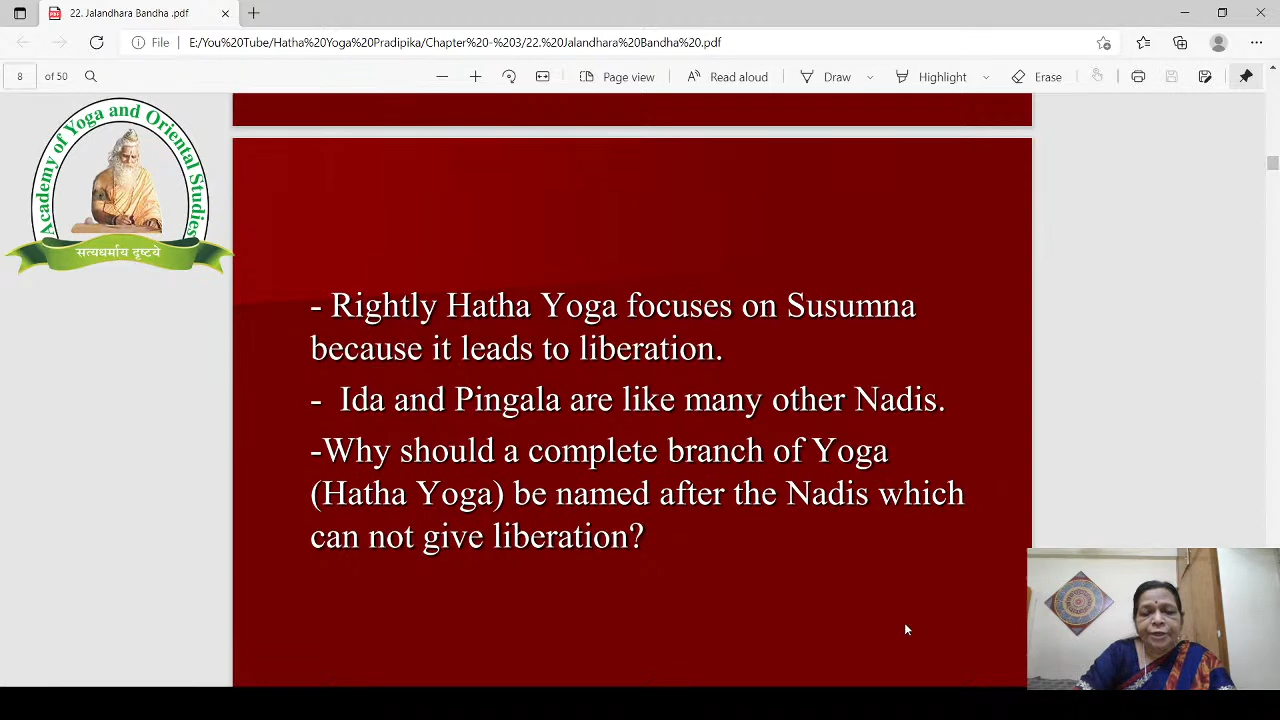 22. Jalandhara Bandha .pdf
File
E:/You%20Tube/Hatha%20Yoga%20Pradipika/Chapter%20-%203/22.%20Jalandhara%20Bandha%20.pdf
8 of 50
Page view
Read aloud
Draw
Highlight
Erase
Academy of Yoga and Oriental Studies
सत्यधर्माय दृष्टये
- Rightly Hatha Yoga focuses on Susumna
because it leads to liberation.
- Ida and Pingala are like many other Nadis.
-Why should a complete branch of Yoga
(Hatha Yoga) be named after the Nadis which
can not give liberation?